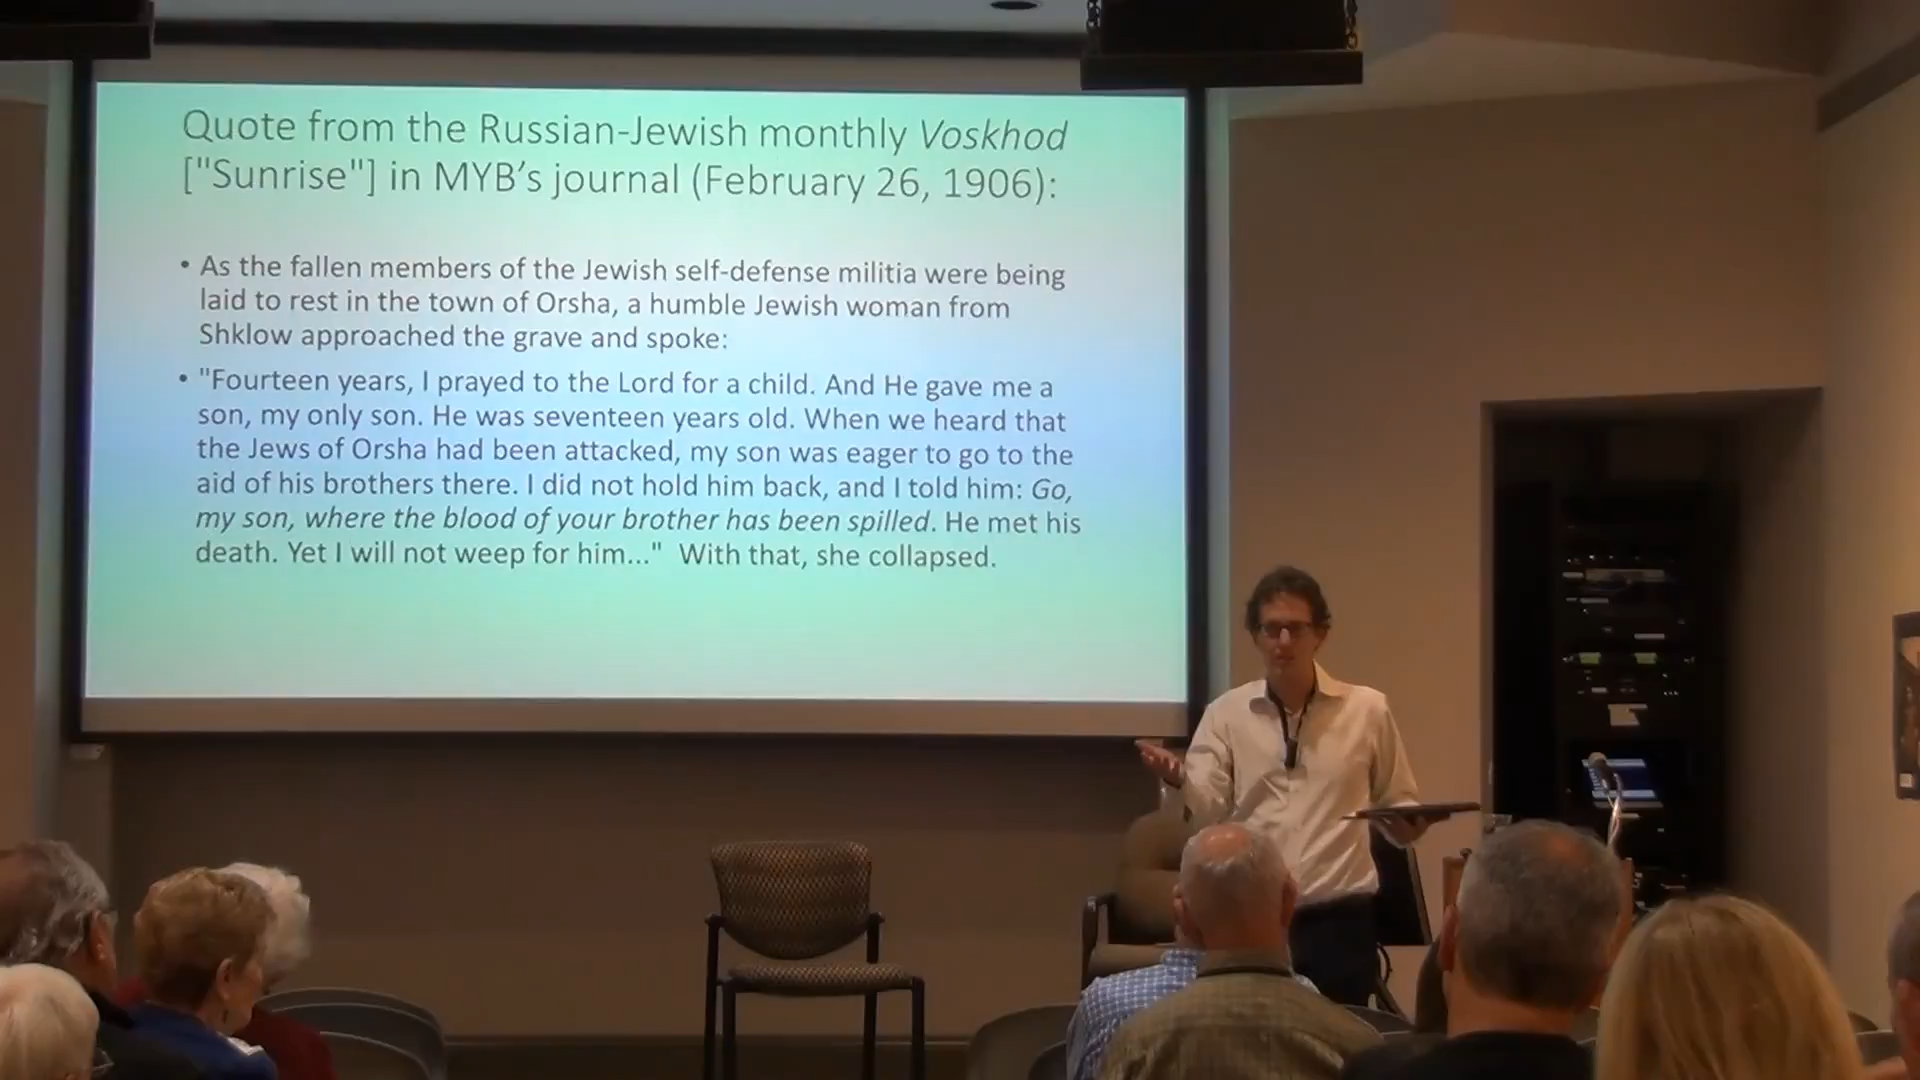 Quote from the Russian-Jewish monthly Voskhod
["Sunrise"] in MYB’s journal (February 26, 1906):
• As the fallen members of the Jewish self-defense militia were being
laid to rest in the town of Orsha, a humble Jewish woman from
Shklow approached the grave and spoke:
• "Fourteen years, I prayed to the Lord for a child. And He gave me a
son, my only son. He was seventeen years old. When we heard that
the Jews of Orsha had been attacked, my son was eager to go to the
aid of his brothers there. I did not hold him back, and I told him: Go,
my son, where the blood of your brother has been spilled. He met his
death. Yet I will not weep for him..."  With that, she collapsed.